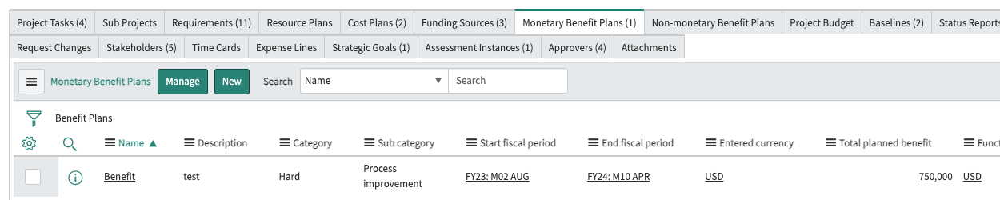 Project Tasks (4) Sub Projects Requirements (11) Resource Plans Cost Plans (2) Funding Sources (3) Monetary Benefit Plans (1) Non-monetary Benefit Plans Project Budget Baselines (2) Status Reports
Request Changes Stakeholders (5) Time Cards Expense Lines Strategic Goals (1) Assessment Instances (1) Approvers (4) Attachments
Monetary Benefit Plans Manage New Search Name Search
Benefit Plans
Name Description Category Sub category Start fiscal period End fiscal period Entered currency Total planned benefit Funct
Benefit test Hard Process improvement FY23: M02 AUG FY24: M10 APR USD 750,000 USD